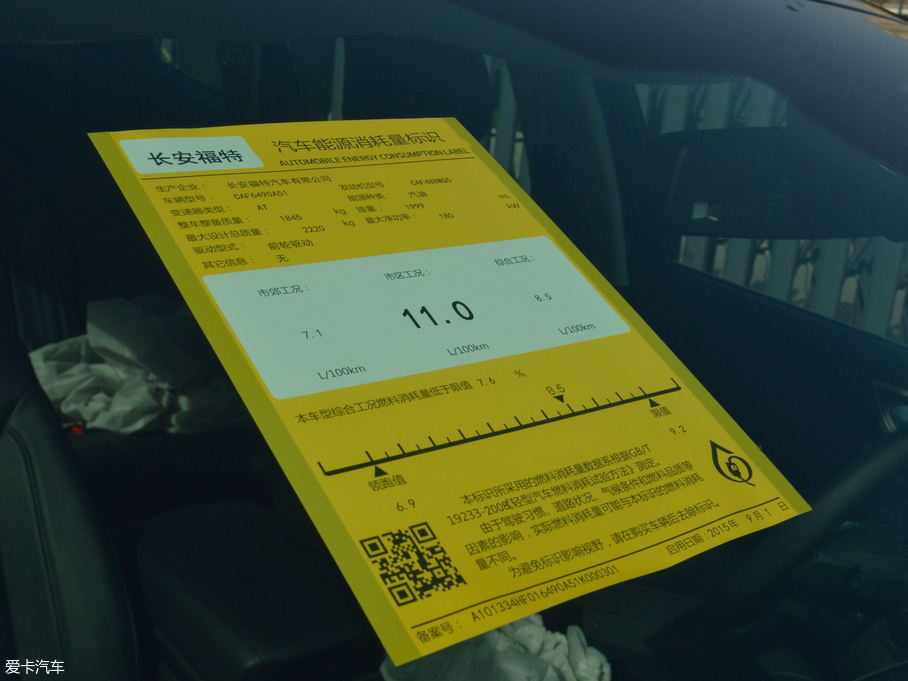 长安福特
汽车能源消耗量标识
AUTOMOBILE ENERGY CONSUMPTION LABEL
生产企业： 长安福特汽车有限公司
车辆型号： CAF6490A51 发动机型号： CAF488WQ5
变速器类型： AT 能源种类： 汽油
整车整备质量： 1845 kg 排量： 1999 mL
最大设计总质量： 2220 kg 最大净功率： 180 kW
驱动型式： 前轮驱动
其它信息： 无
市郊工况： 市区工况： 综合工况：
7.1 11.0 8.5
L/100km L/100km L/100km
本车型综合工况燃料消耗量低于限值 7.6 %
8.5
领跑值 限值
6.9 9.2
本标识所采用的燃料消耗量数据系根据GB/T
19233-2008《轻型汽车燃料消耗试验方法》测定。
由于驾驶习惯、道路状况、气候条件和燃料品质等
因素的影响，实际燃料消耗量可能与本标识的燃料消耗
量不同。
为避免标识影响视野，请在购买车辆后去除标识。
备案号： A101334HF016490A51K000301 启用日期：2015年 9月 1 日
爱卡汽车